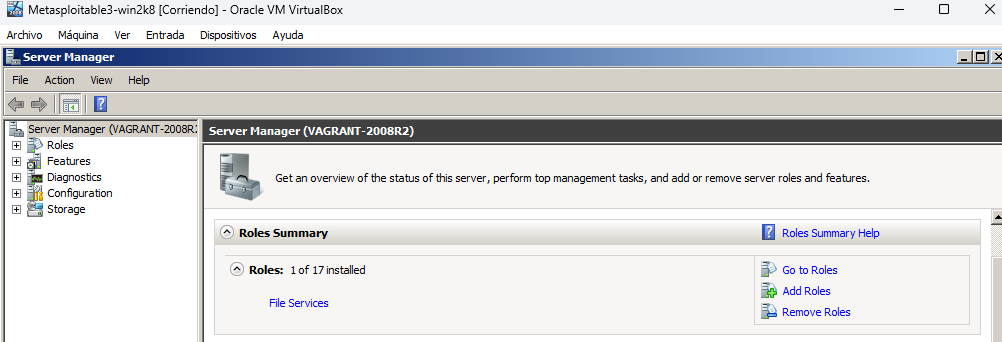 Metasploitable3-win2k8 [Corriendo] - Oracle VM VirtualBox
Archivo Máquina Ver Entrada Dispositivos Ayuda
Server Manager
File Action View Help
Server Manager (VAGRANT-2008R2
Roles
Features
Diagnostics
Configuration
Storage
Server Manager (VAGRANT-2008R2)
Get an overview of the status of this server, perform top management tasks, and add or remove server roles and features.
Roles Summary
Roles Summary Help
Roles: 1 of 17 installed
File Services
Go to Roles
Add Roles
Remove Roles